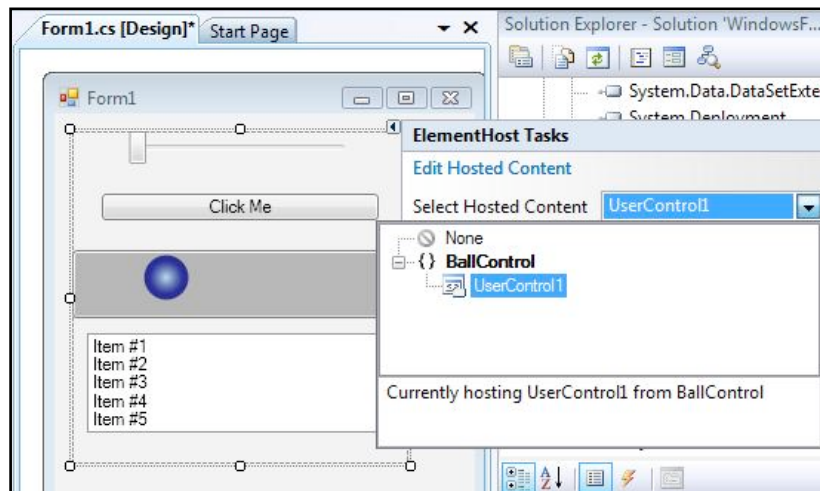 Form1.cs [Design]* Start Page
Solution Explorer - Solution 'WindowsF...
System.Data.DataSetExte
System.Deployment
Form1
ElementHost Tasks
Edit Hosted Content
Select Hosted Content UserControl1
Click Me
None
{ } BallControl
UserControl1
Item #1
Item #2
Item #3
Item #4
Item #5
Currently hosting UserControl1 from BallControl